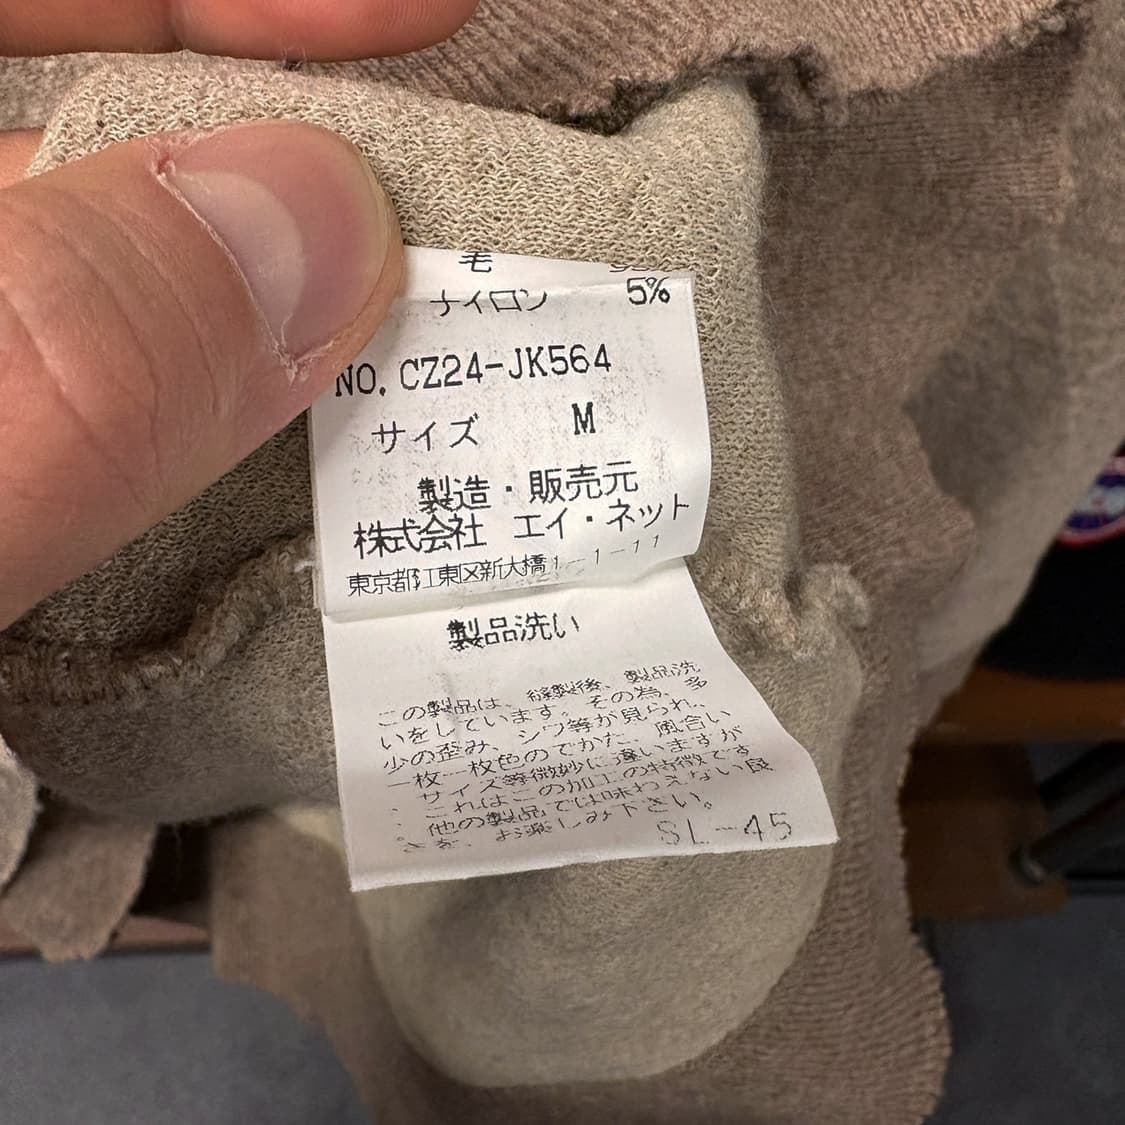 毛
ナイロン 5%
NO. CZ24-JK564
サイズ M
製造・販売元
株式会社 エイ・ネット
東京都江東区新大橋1-1-11
製品洗い
この製品は、縫製後、製品洗
いをしています。その為、多
少の歪み、シワ等が見られ、
一枚一枚色のでかた、風合い
、サイズ等微妙に違いますが
、これはこの加工の特徴です
。他の製品では味わえない良
さを、お楽しみ下さい。
SL-45